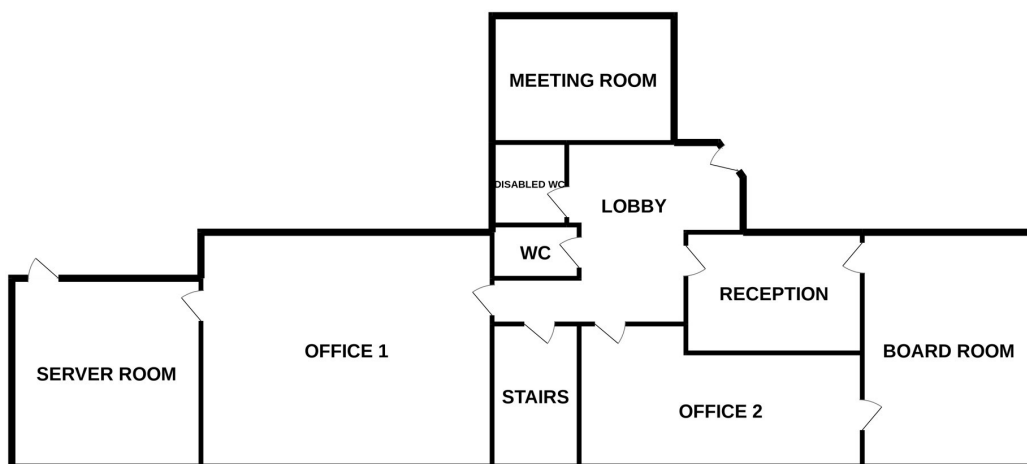 MEETING ROOM
DISABLED WC
LOBBY
WC
RECEPTION
OFFICE 1
BOARD ROOM
SERVER ROOM
STAIRS
OFFICE 2